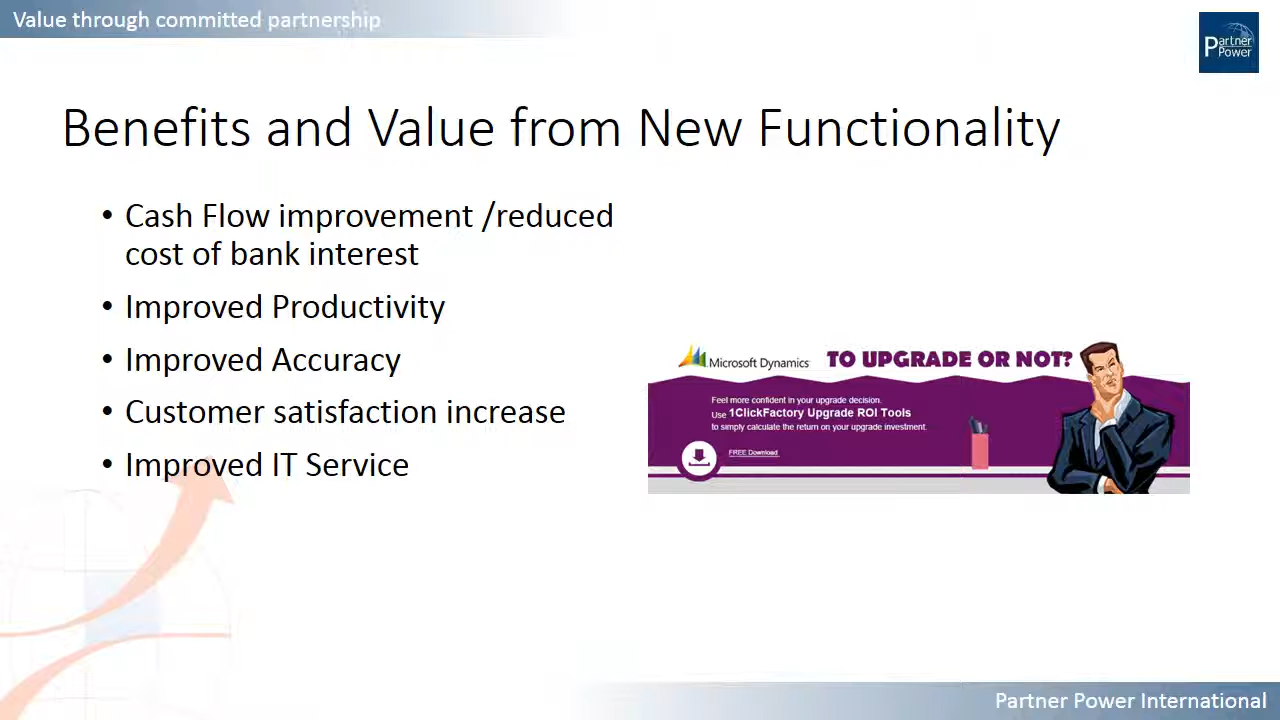 Value through committed partnership
Partner
Power
Benefits and Value from New Functionality
• Cash Flow improvement /reduced
cost of bank interest
• Improved Productivity
• Improved Accuracy
• Customer satisfaction increase
• Improved IT Service
Microsoft Dynamics
TO UPGRADE OR NOT?
Feel more confident in your upgrade decision.
Use 1ClickFactory Upgrade ROI Tools
to simply calculate the return on your upgrade investment.
FREE Download
Partner Power International